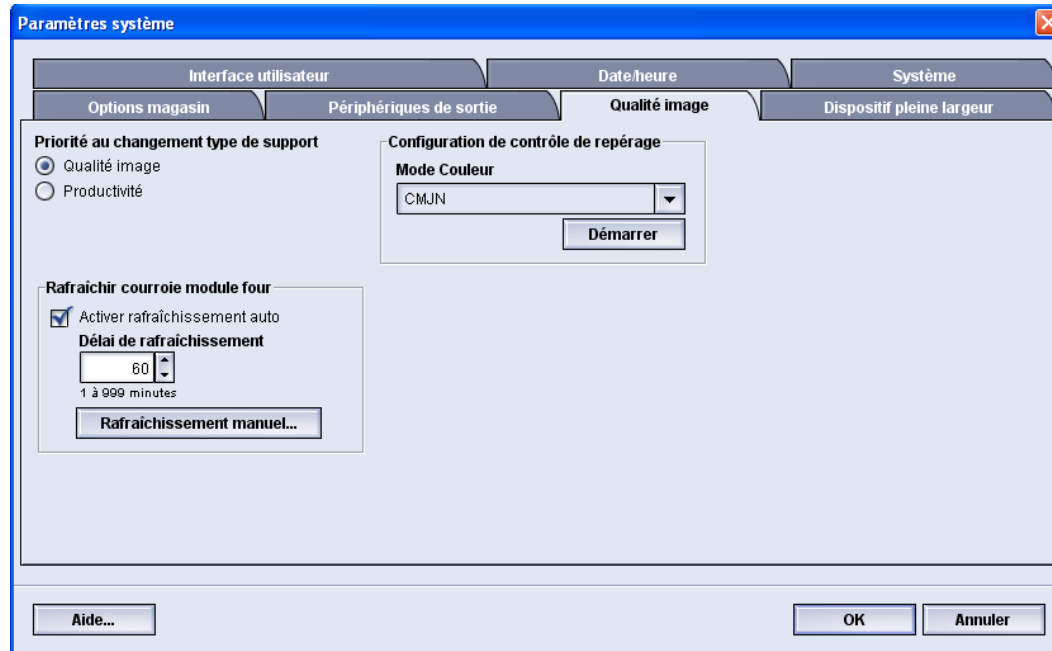 Paramètres système
Interface utilisateur
Date/heure
Système
Options magasin
Périphériques de sortie
Qualité image
Dispositif pleine largeur
Priorité au changement type de support
Qualité image
Productivité
Configuration de contrôle de repérage
Mode Couleur
CMJN
Démarrer
Rafraîchir courroie module four
Activer rafraîchissement auto
Délai de rafraîchissement
60
1 à 999 minutes
Rafraîchissement manuel...
Aide...
OK
Annuler